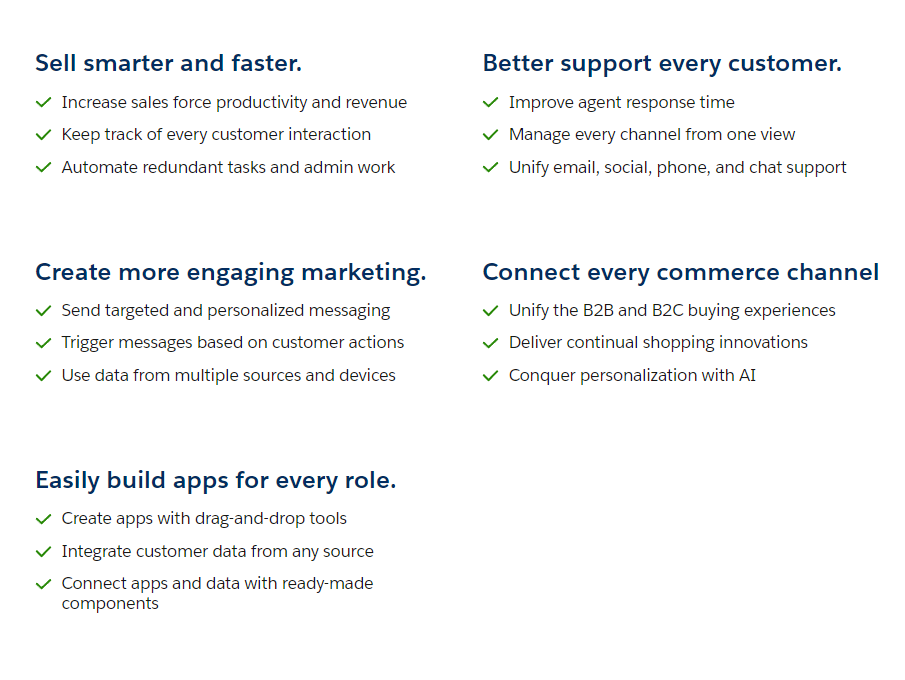 Sell smarter and faster.
Increase sales force productivity and revenue
Keep track of every customer interaction
Automate redundant tasks and admin work
Better support every customer.
Improve agent response time
Manage every channel from one view
Unify email, social, phone, and chat support
Create more engaging marketing.
Send targeted and personalized messaging
Trigger messages based on customer actions
Use data from multiple sources and devices
Connect every commerce channel
Unify the B2B and B2C buying experiences
Deliver continual shopping innovations
Conquer personalization with AI
Easily build apps for every role.
Create apps with drag-and-drop tools
Integrate customer data from any source
Connect apps and data with ready-made
components